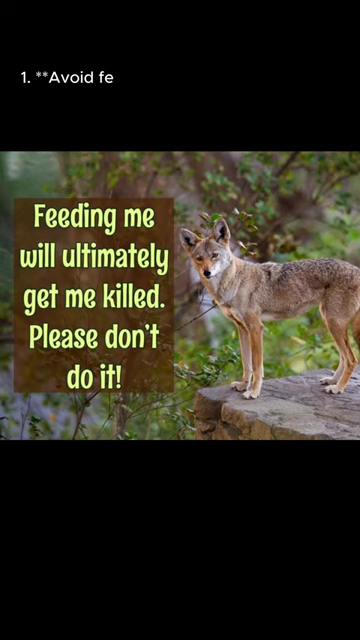 1. **Avoid fe
Feeding me
will ultimately
get me killed.
Please don't
do it!